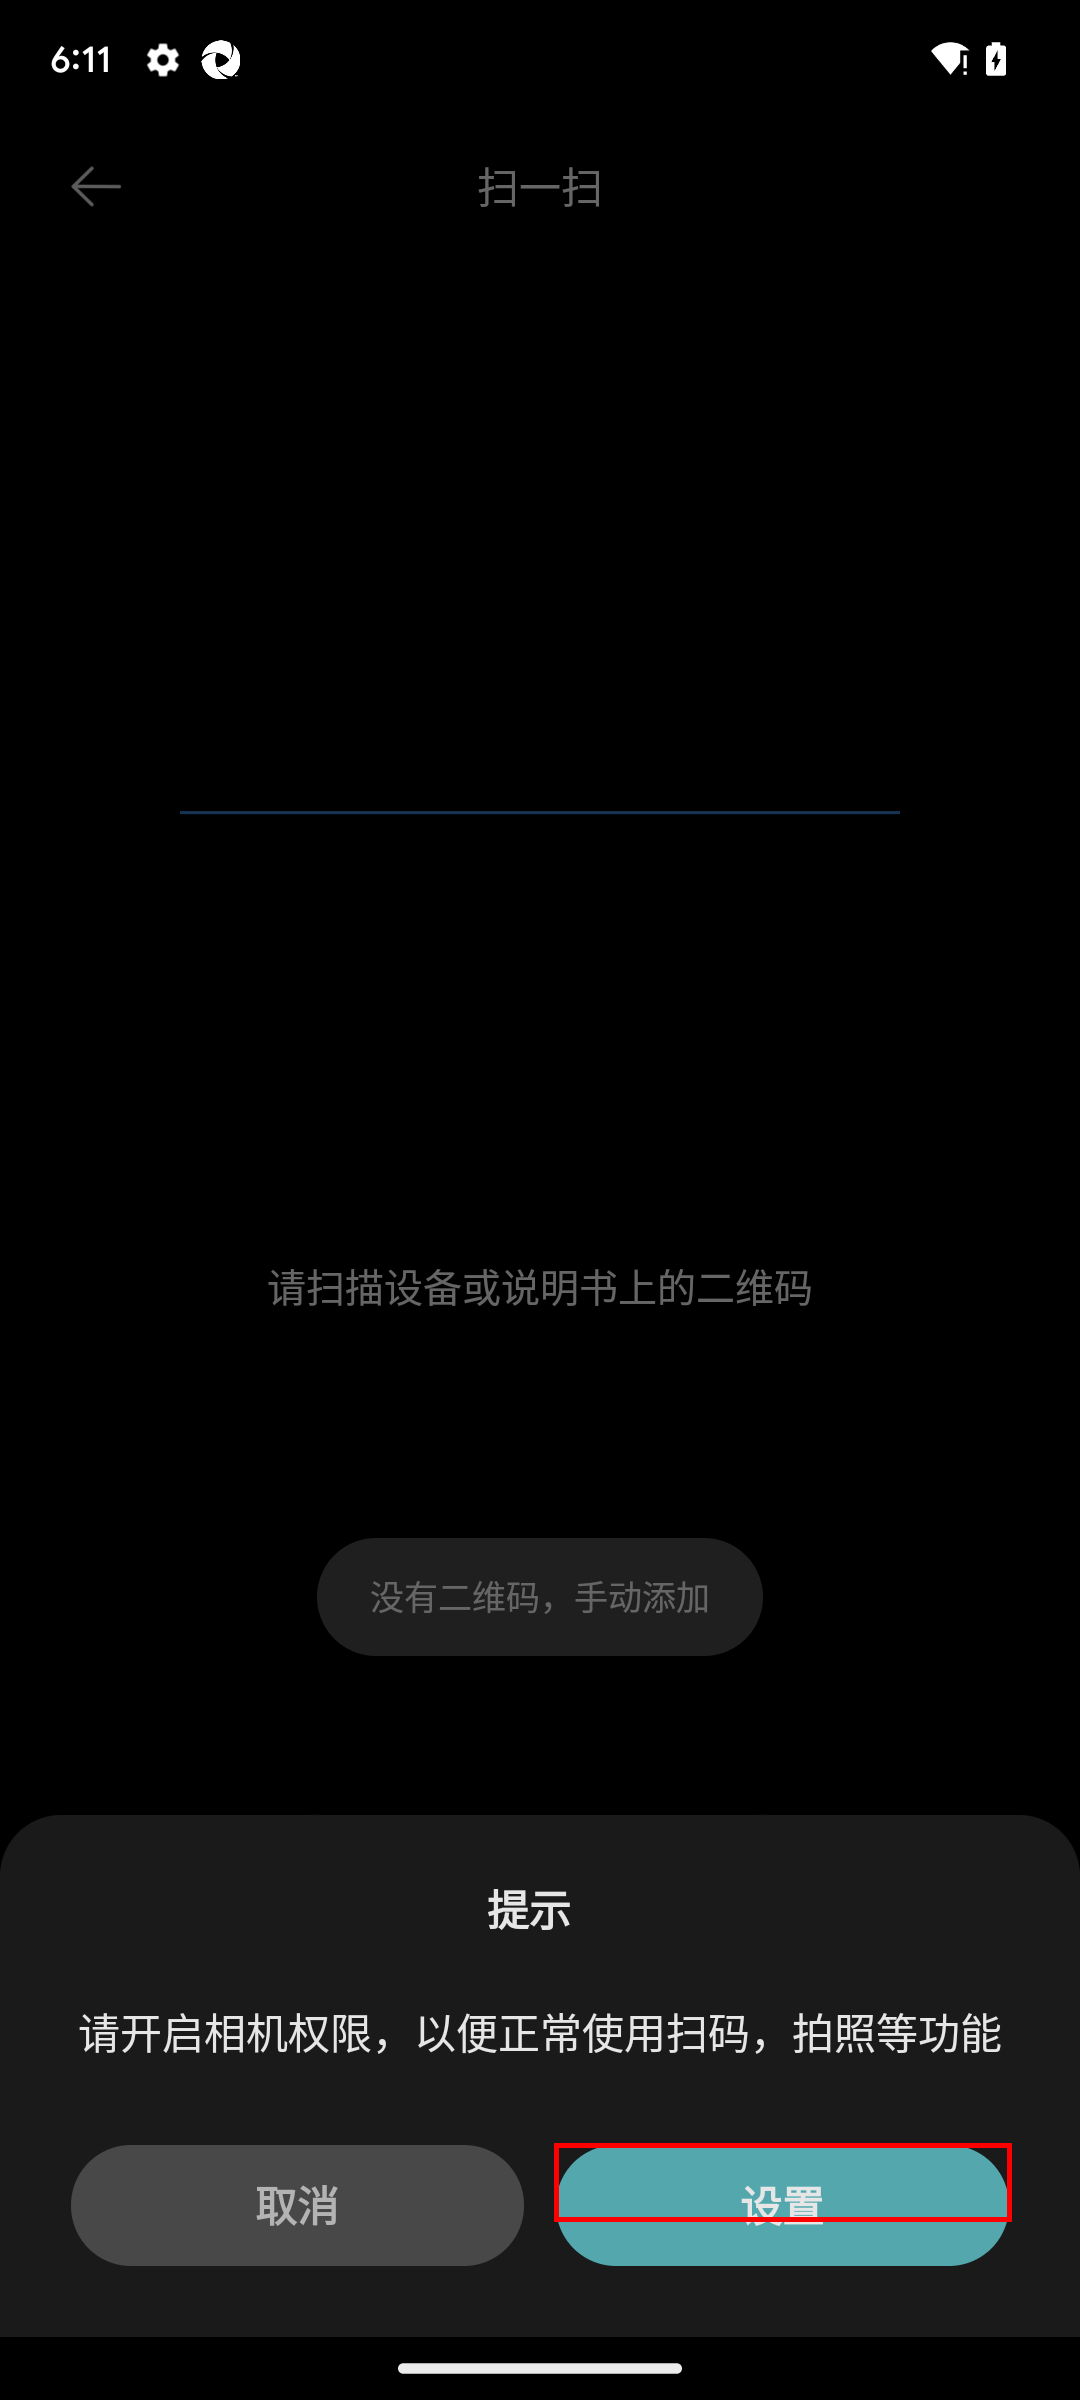 6:11
扫一扫
请扫描设备或说明书上的二维码
没有二维码，手动添加
提示
请开启相机权限，以便正常使用扫码，拍照等功能
取消
设置